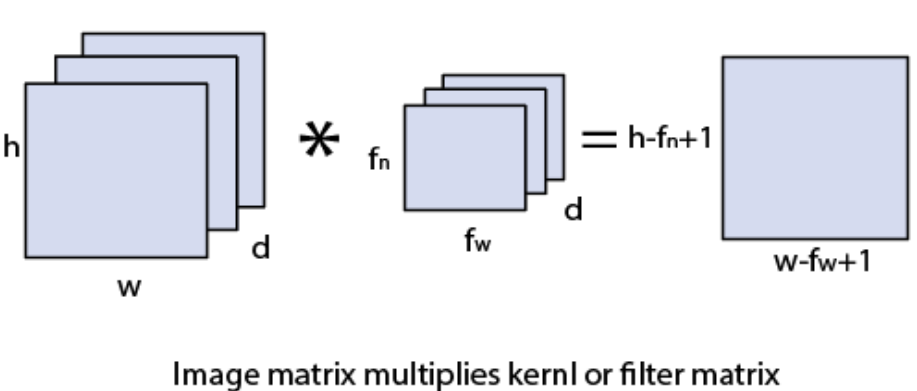 h
w
d
*
fn
fw
d
= h-fn+1
w-fw+1
Image matrix multiplies kernl or filter matrix